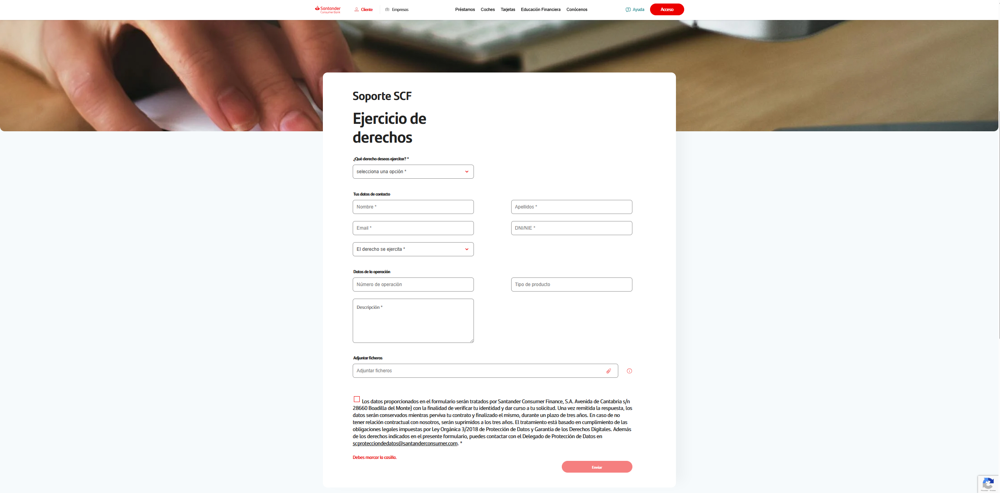 Santander
Consumer Bank
Cliente
Empresas
Préstamos
Coches
Tarjetas
Educación Financiera
Conócenos
Ayuda
Acceso
Soporte SCF
Ejercicio de
derechos
¿Qué derecho deseas ejercitar? *
selecciona una opción *
Tus datos de contacto
Nombre *
Apellidos *
Email *
DNI/NIE *
El derecho se ejercita *
Datos de la operación
Número de operación
Tipo de producto
Descripción *
Adjuntar ficheros
Adjuntar ficheros
Los datos proporcionados en el formulario serán tratados por Santander Consumer Finance, S.A. Avenida de Cantabria s/n
28660 Boadilla del Monte) con la finalidad de verificar tu identidad y dar curso a tu solicitud. Una vez remitida la respuesta, los
datos serán conservados mientras perviva tu contrato y finalizado el mismo, durante un plazo de tres años. En caso de no
tener relación contractual con nosotros, serán suprimidos a los tres años. El tratamiento está basado en cumplimiento de las
obligaciones legales impuestas por Ley Orgánica 3/2018 de Protección de Datos y Garantía de los Derechos Digitales. Además
de los derechos indicados en el presente formulario, puedes contactar con el Delegado de Protección de Datos en
scprotecciondedatos@santanderconsumer.com. *
Debes marcar la casilla.
Enviar